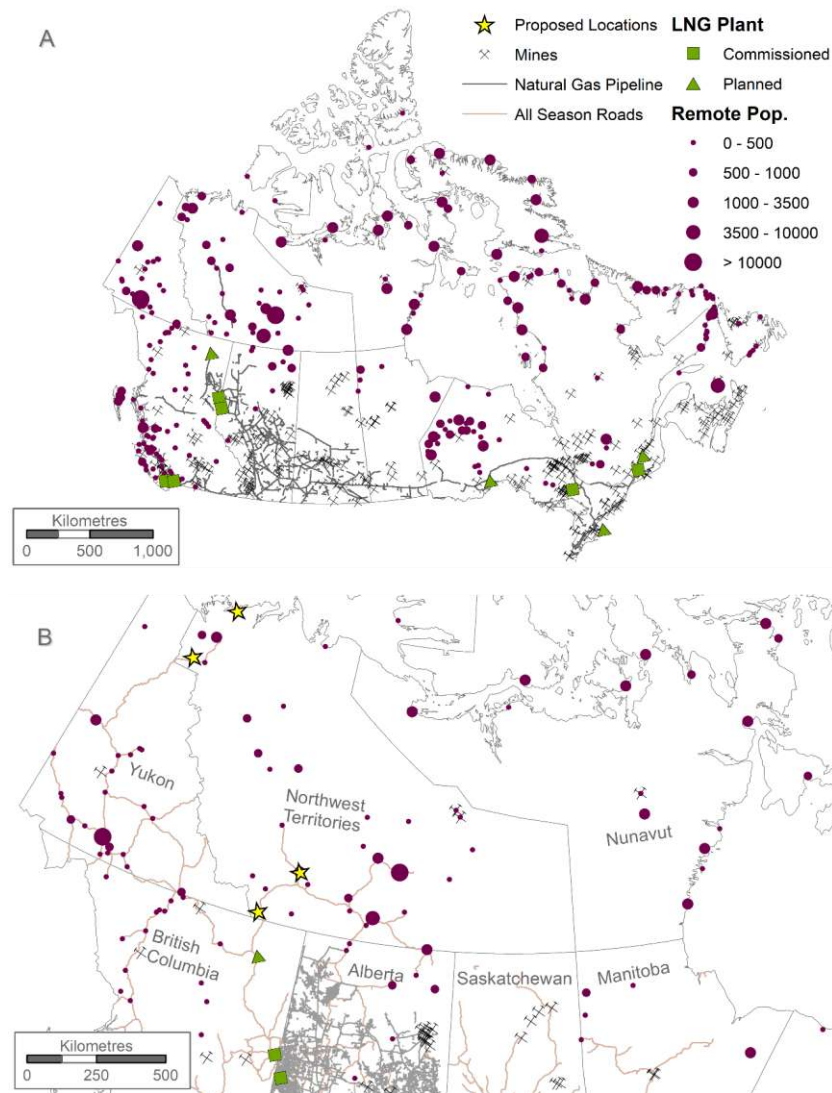 A
Proposed Locations
Mines
Natural Gas Pipeline
All Season Roads
LNG Plant
Commissioned
Planned
Remote Pop.
0 - 500
500 - 1000
1000 - 3500
3500 - 10000
> 10000
Kilometres
0 500 1,000
B
Yukon
Northwest
Territories
Nunavut
British
Columbia
Alberta
Saskatchewan
Manitoba
Kilometres
0 250 500